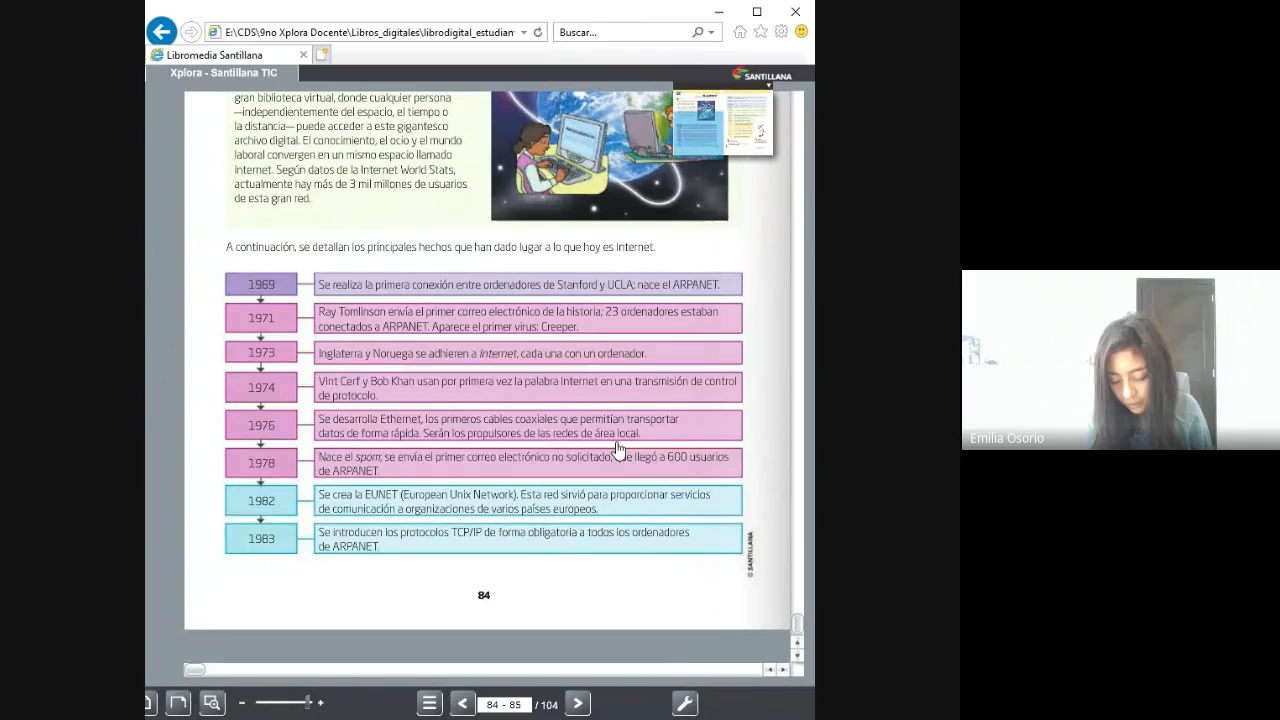 E:\CDS\9no Xplora Docente\Libros_digitales\librodigital_estudian
Buscar...
Libromedia Santillana
Xplora - Santillana TIC
SANTILLANA
gran biblioteca virtual, donde cualquier persona
—independientemente del espacio, el tiempo o
la distancia— puede acceder a este gigantesco
archivo digital. El conocimiento, el ocio y el mundo
laboral convergen en un mismo espacio llamado
Internet. Según datos de la Internet World Stats,
actualmente hay más de 3 mil millones de usuarios
de esta gran red.
A continuación, se detallan los principales hechos que han dado lugar a lo que hoy es Internet.
1969
Se realiza la primera conexión entre ordenadores de Stanford y UCLA; nace el ARPANET.
1971
Ray Tomlinson envía el primer correo electrónico de la historia; 23 ordenadores estaban
conectados a ARPANET. Aparece el primer virus: Creeper.
1973
Inglaterra y Noruega se adhieren a Internet, cada una con un ordenador.
1974
Vint Cerf y Bob Khan usan por primera vez la palabra Internet en una transmisión de control
de protocolo.
1976
Se desarrolla Ethernet, los primeros cables coaxiales que permitían transportar
datos de forma rápida. Serán los propulsores de las redes de área local.
1978
Nace el spam; se envía el primer correo electrónico no solicitado, que llegó a 600 usuarios
de ARPANET.
1982
Se crea la EUNET (European Unix Network). Esta red sirvió para proporcionar servicios
de comunicación a organizaciones de varios países europeos.
1983
Se introducen los protocolos TCP/IP de forma obligatoria a todos los ordenadores
de ARPANET.
© SANTILLANA
84
84 - 85 / 104
Emilia Osorio